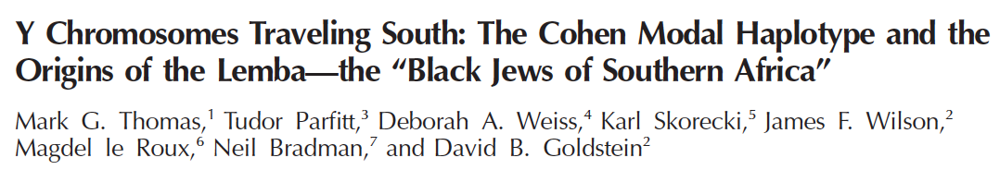 Y Chromosomes Traveling South: The Cohen Modal Haplotype and the
Origins of the Lemba—the “Black Jews of Southern Africa”
Mark G. Thomas,¹ Tudor Parfitt,³ Deborah A. Weiss,⁴ Karl Skorecki,⁵ James F. Wilson,²
Magdel le Roux,⁶ Neil Bradman,⁷ and David B. Goldstein²